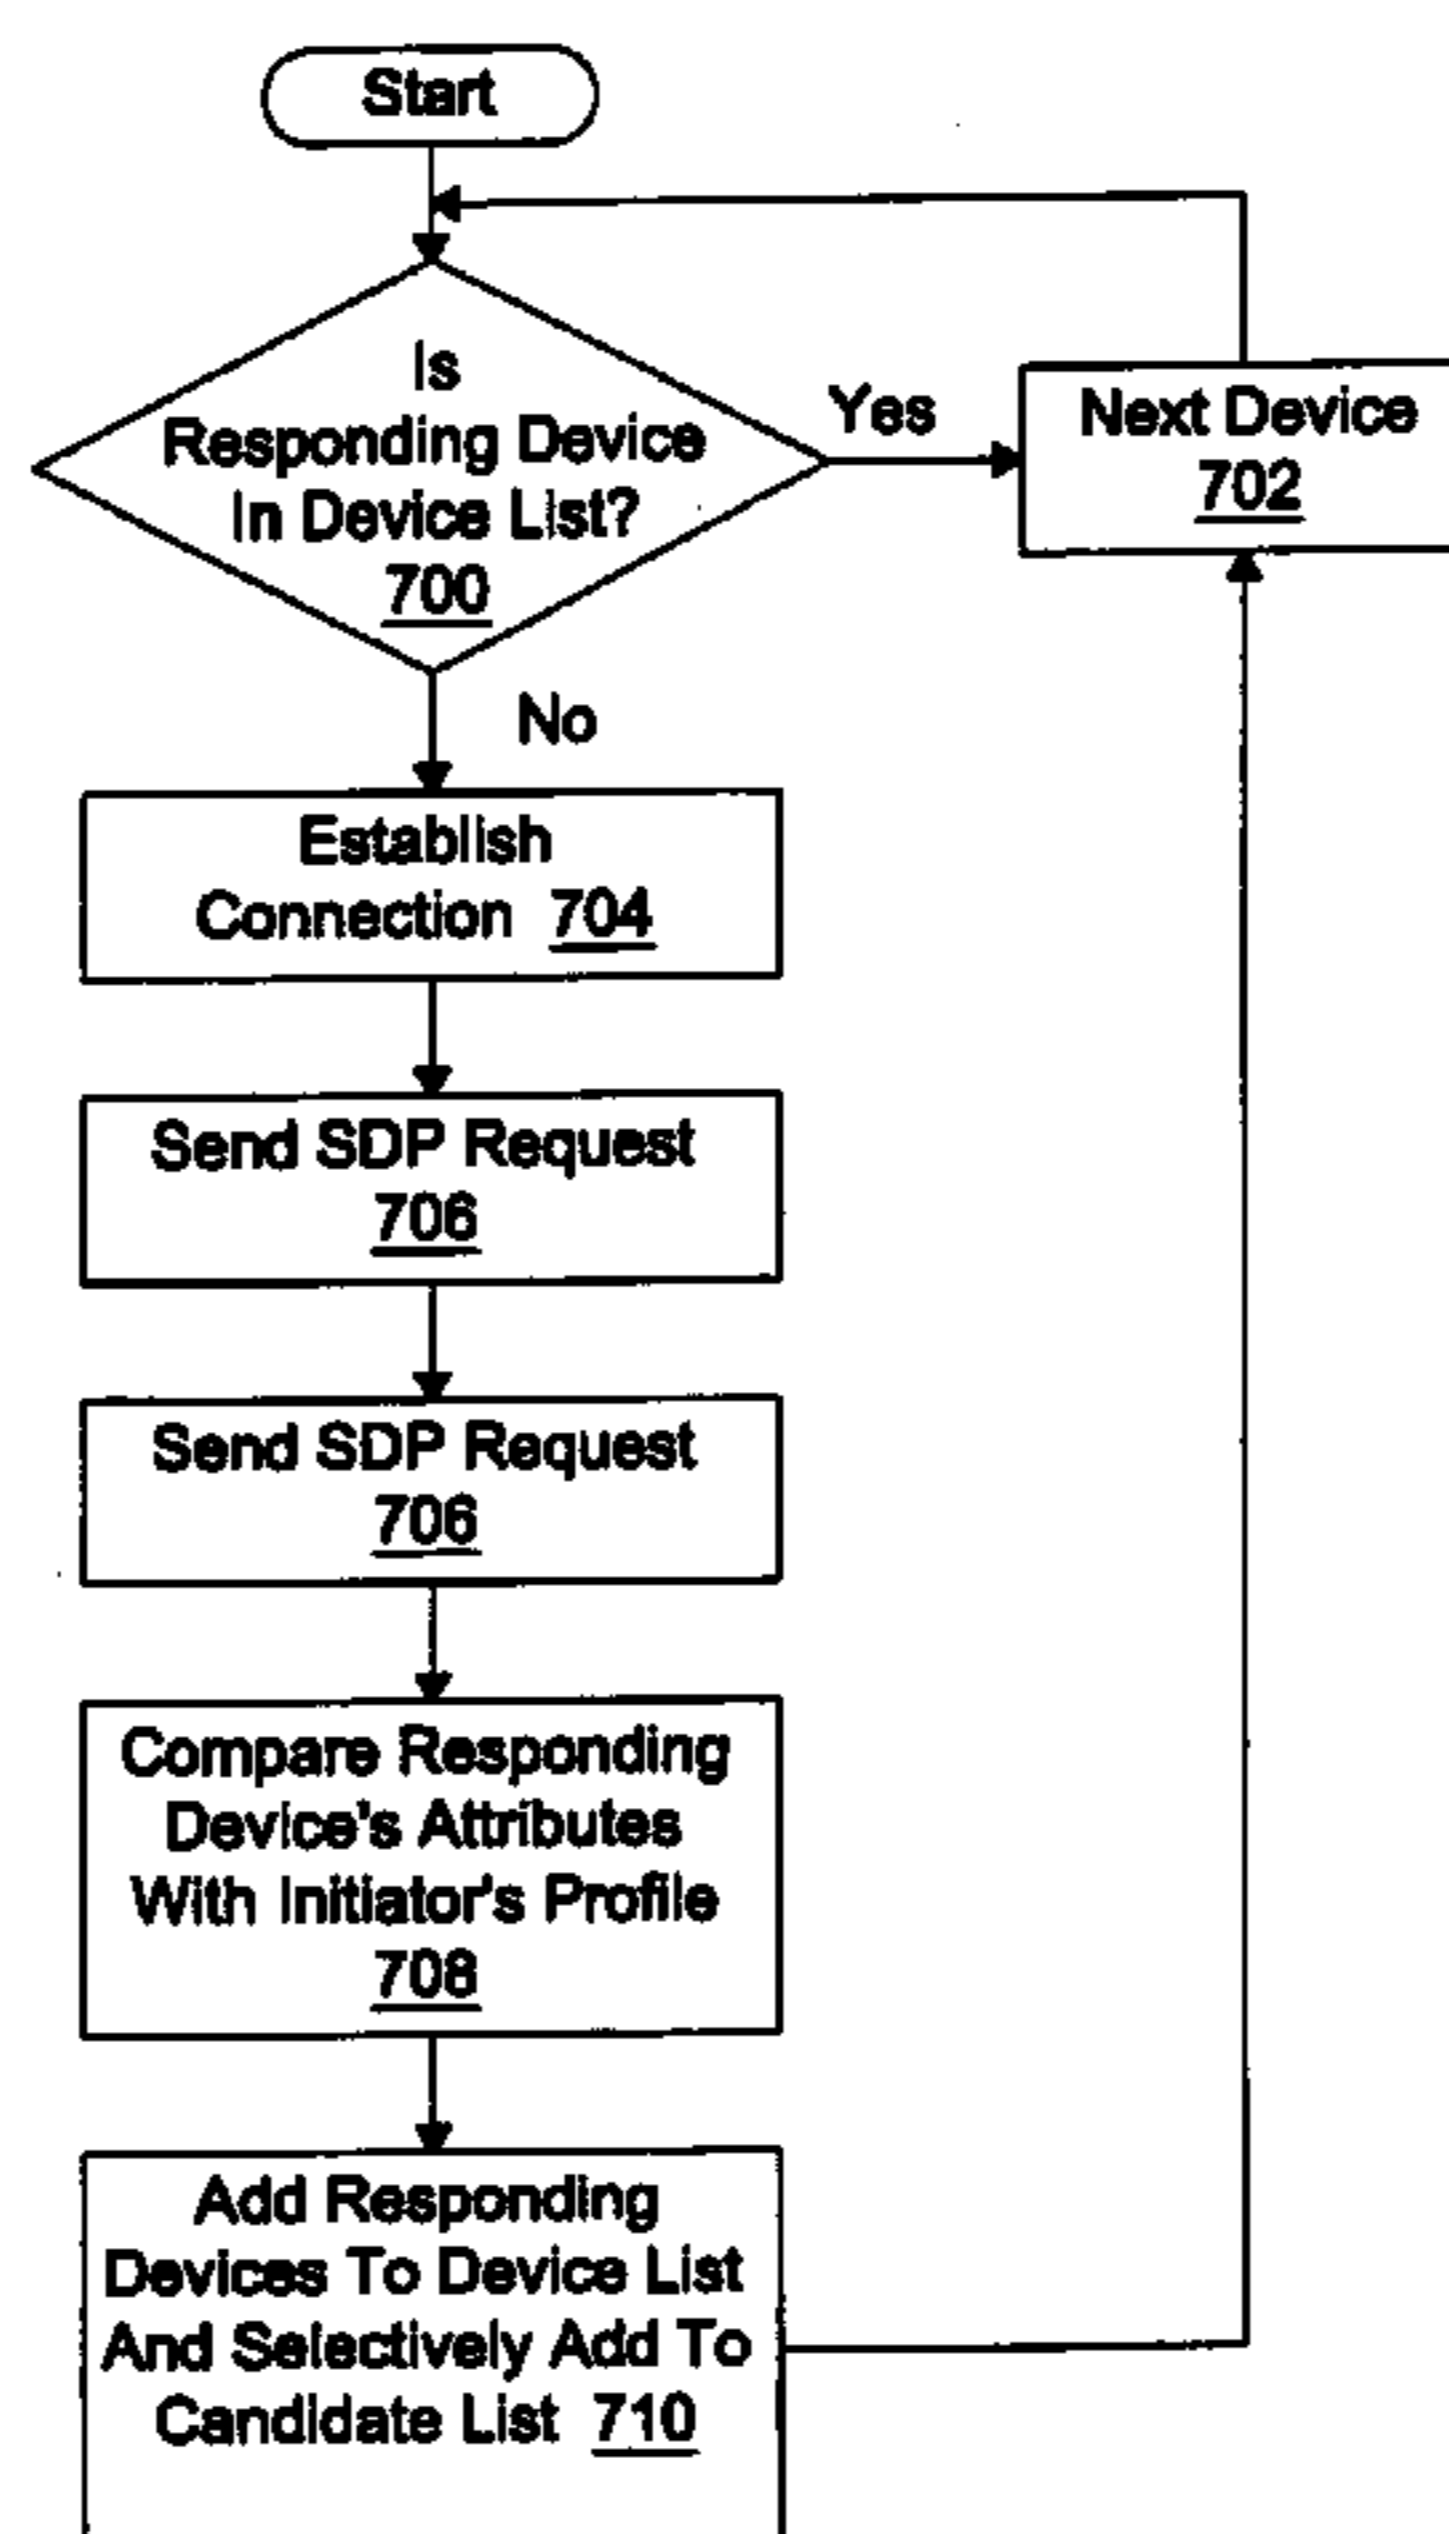 Start
Is
Responding Device
In Device List?
700
Yes
Next Device
702
No
Establish
Connection 704
Send SDP Request
706
Send SDP Request
706
Compare Responding
Device's Attributes
With Initiator's Profile
708
Add Responding
Devices To Device List
And Selectively Add To
Candidate List 710